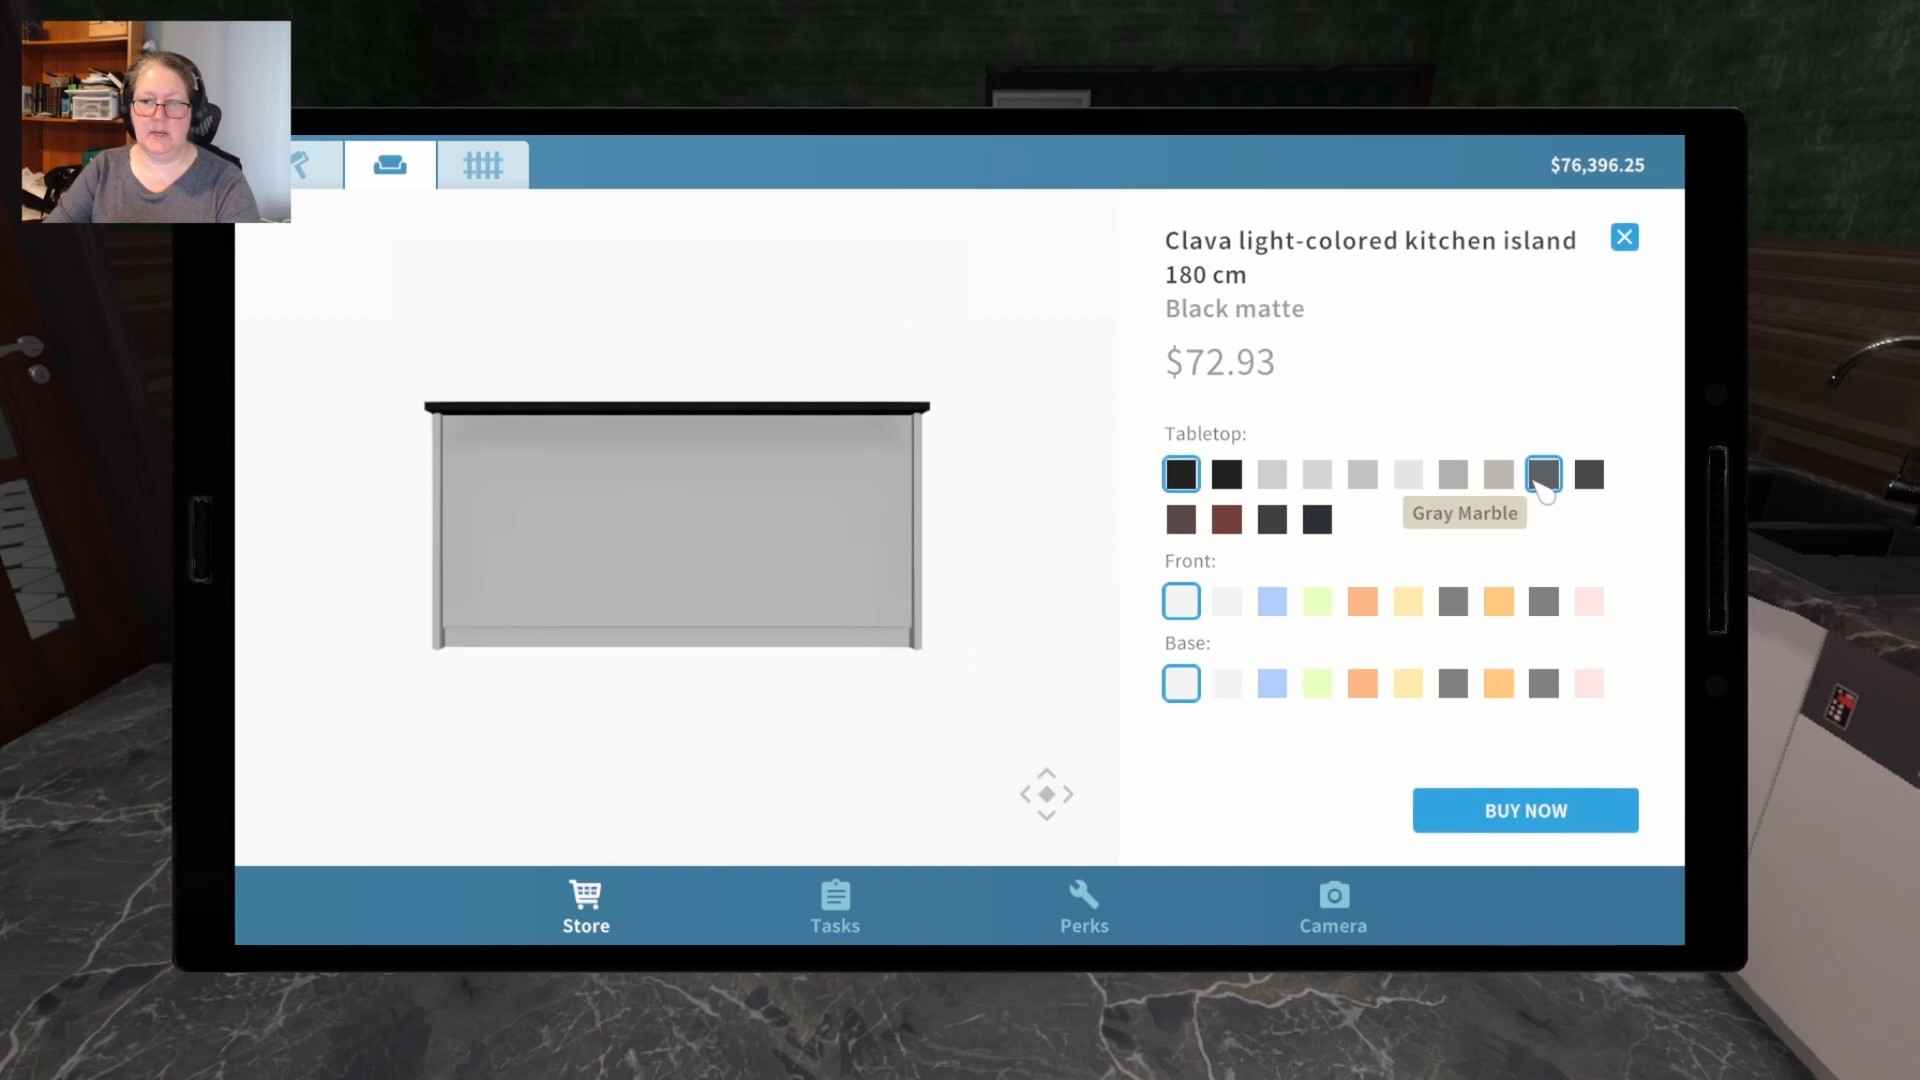 $76,396.25
Clava light-colored kitchen island
180 cm
Black matte
$72.93
Tabletop:
Gray Marble
Front:
Base:
BUY NOW
Store
Tasks
Perks
Camera